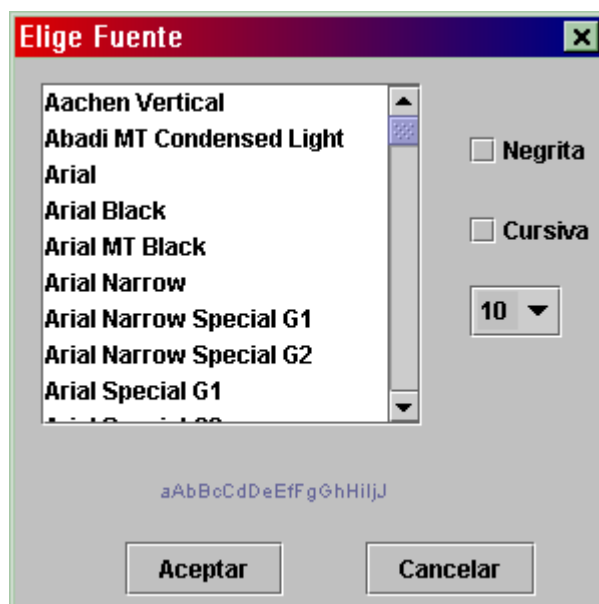 Elige Fuente
Aachen Vertical
Abadi MT Condensed Light
Arial
Arial Black
Arial MT Black
Arial Narrow
Arial Narrow Special G1
Arial Narrow Special G2
Arial Special G1
Negrita
Cursiva
10
aAbBcCdDeEfFgGhHiIjJ
Aceptar
Cancelar